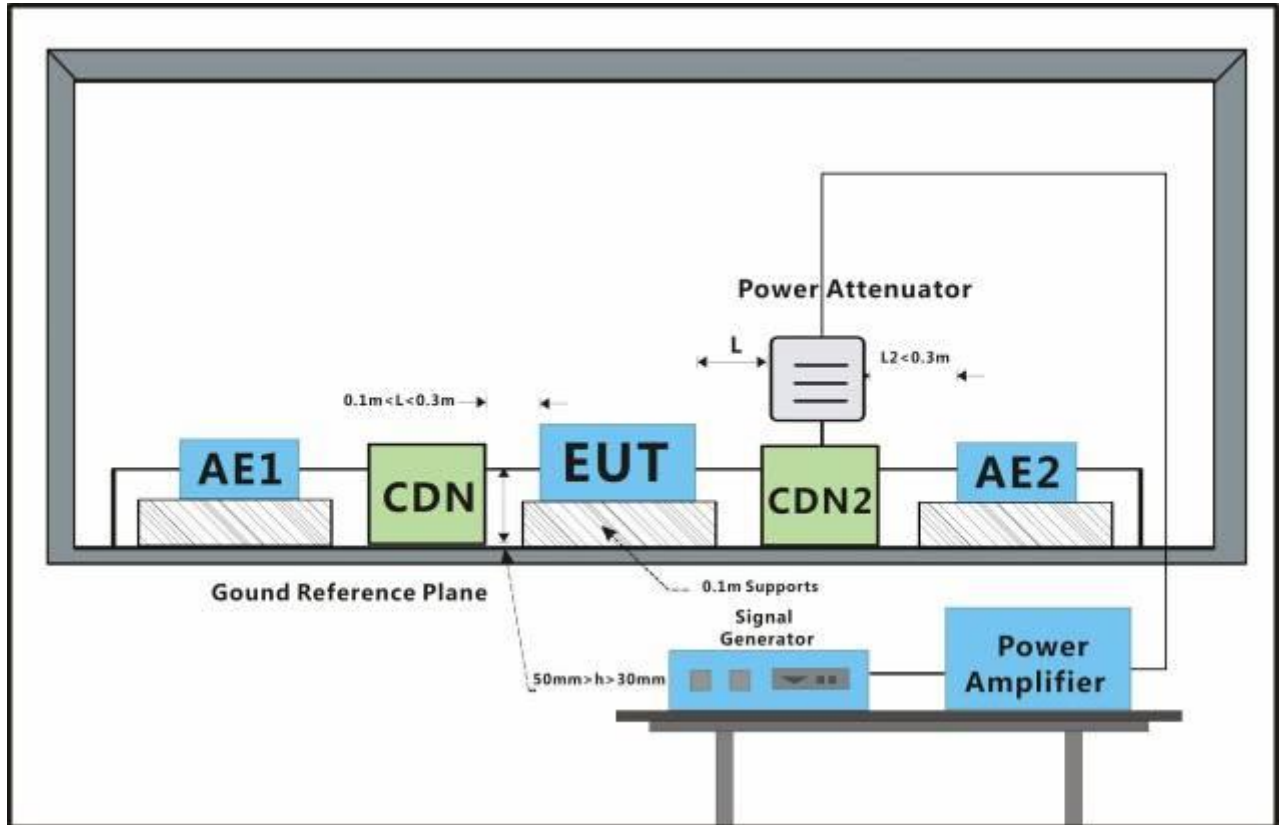 Power Attenuator
L
L2<0.3m
0.1m<L<0.3m
AE1
CDN
EUT
CDN2
AE2
Gound Reference Plane
0.1m Supports
Signal
Generator
50mm>h>30mm
Power
Amplifier